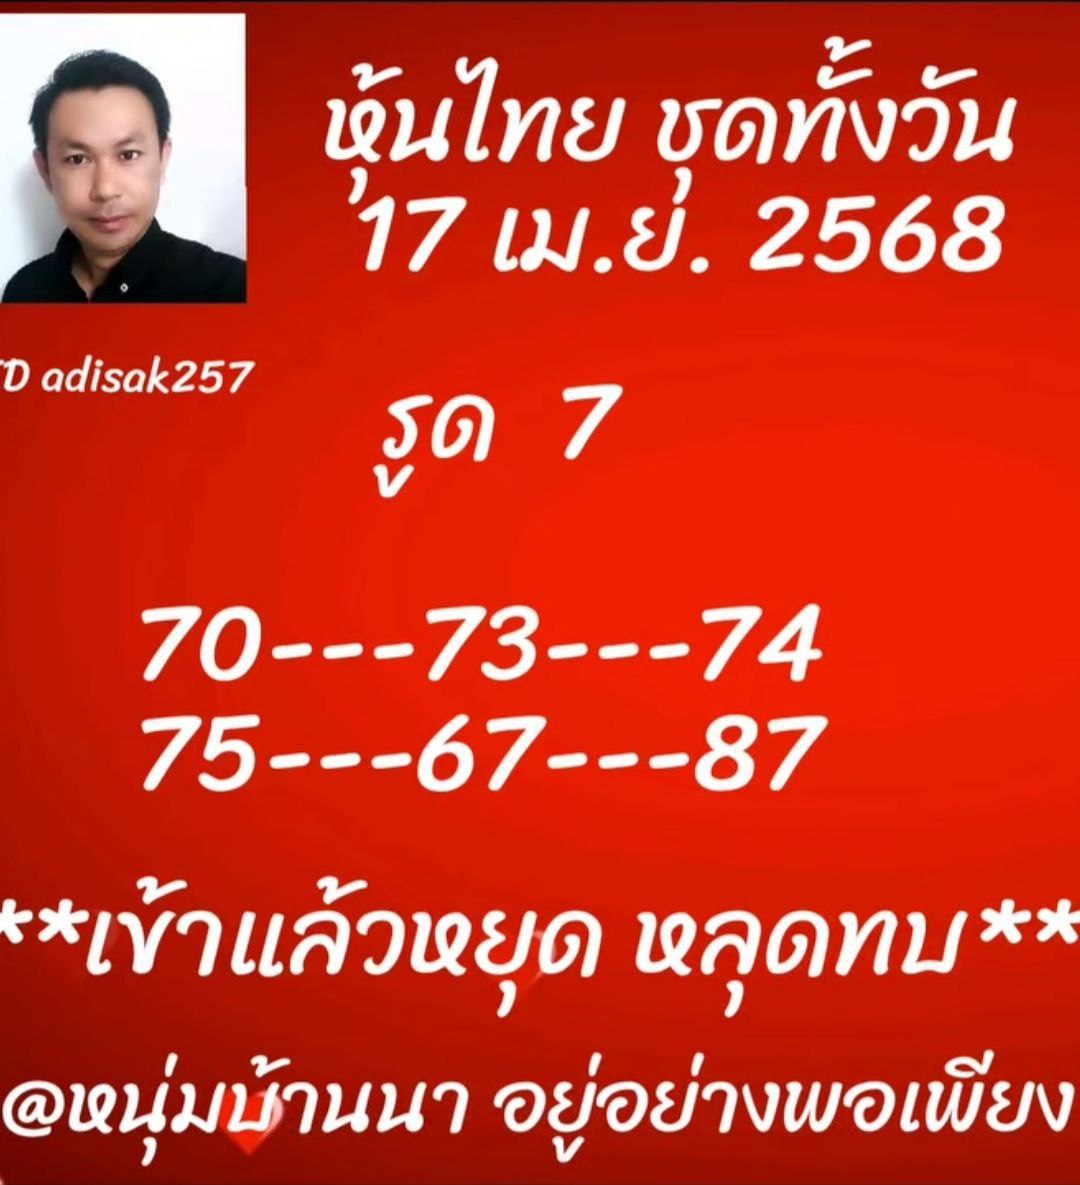 หุ้นไทย ชุดทั้งวัน
17 เม.ย. 2568
ID adisak257
รูด 7
70---73---74
75---67---87
**เข้าแล้วหยุด หลุดทบ**
@หนุ่มบ้านนา อยู่อย่างพอเพียง